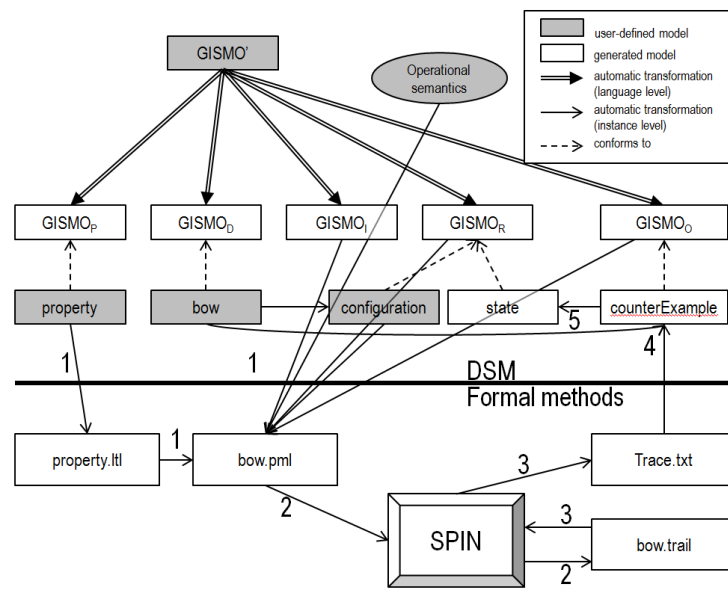 GISMO'
Operational
semantics
user-defined model
generated model
automatic transformation
(language level)
automatic transformation
(instance level)
conforms to
GISMOP
GISMOD
GISMOI
GISMOR
GISMOO
property
bow
configuration
state
counterExample
5
1
1
4
DSM
Formal methods
property.ltl
1
bow.pml
3
Trace.txt
2
SPIN
3
bow.trail
2